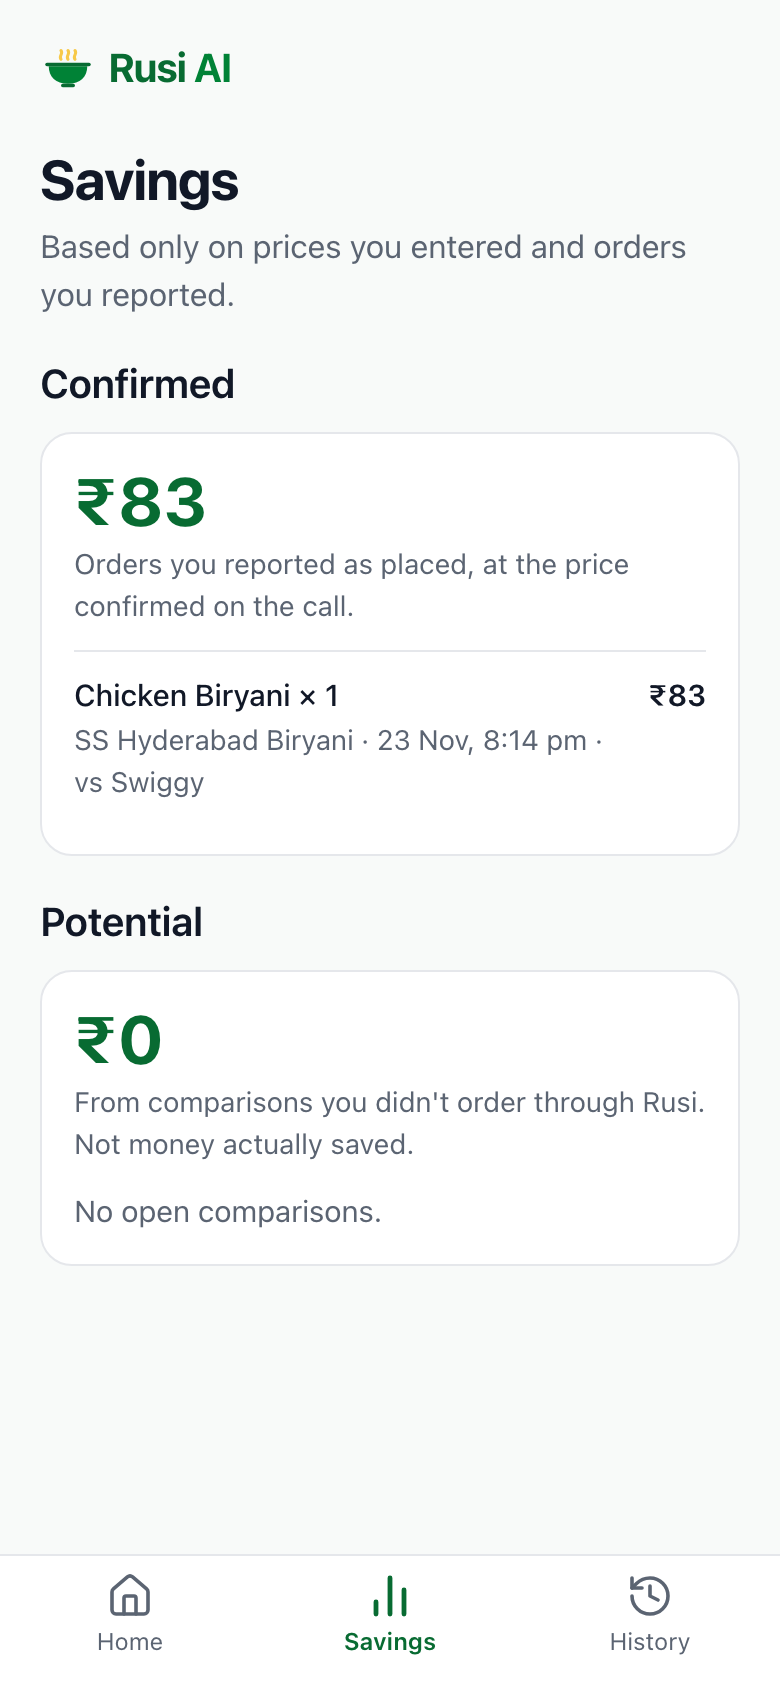 Rusi AI
Savings
Based only on prices you entered and orders
you reported.
Confirmed
₹83
Orders you reported as placed, at the price
confirmed on the call.
Chicken Biryani × 1 ₹83
SS Hyderabad Biryani · 23 Nov, 8:14 pm ·
vs Swiggy
Potential
₹0
From comparisons you didn't order through Rusi.
Not money actually saved.
No open comparisons.
Home Savings History